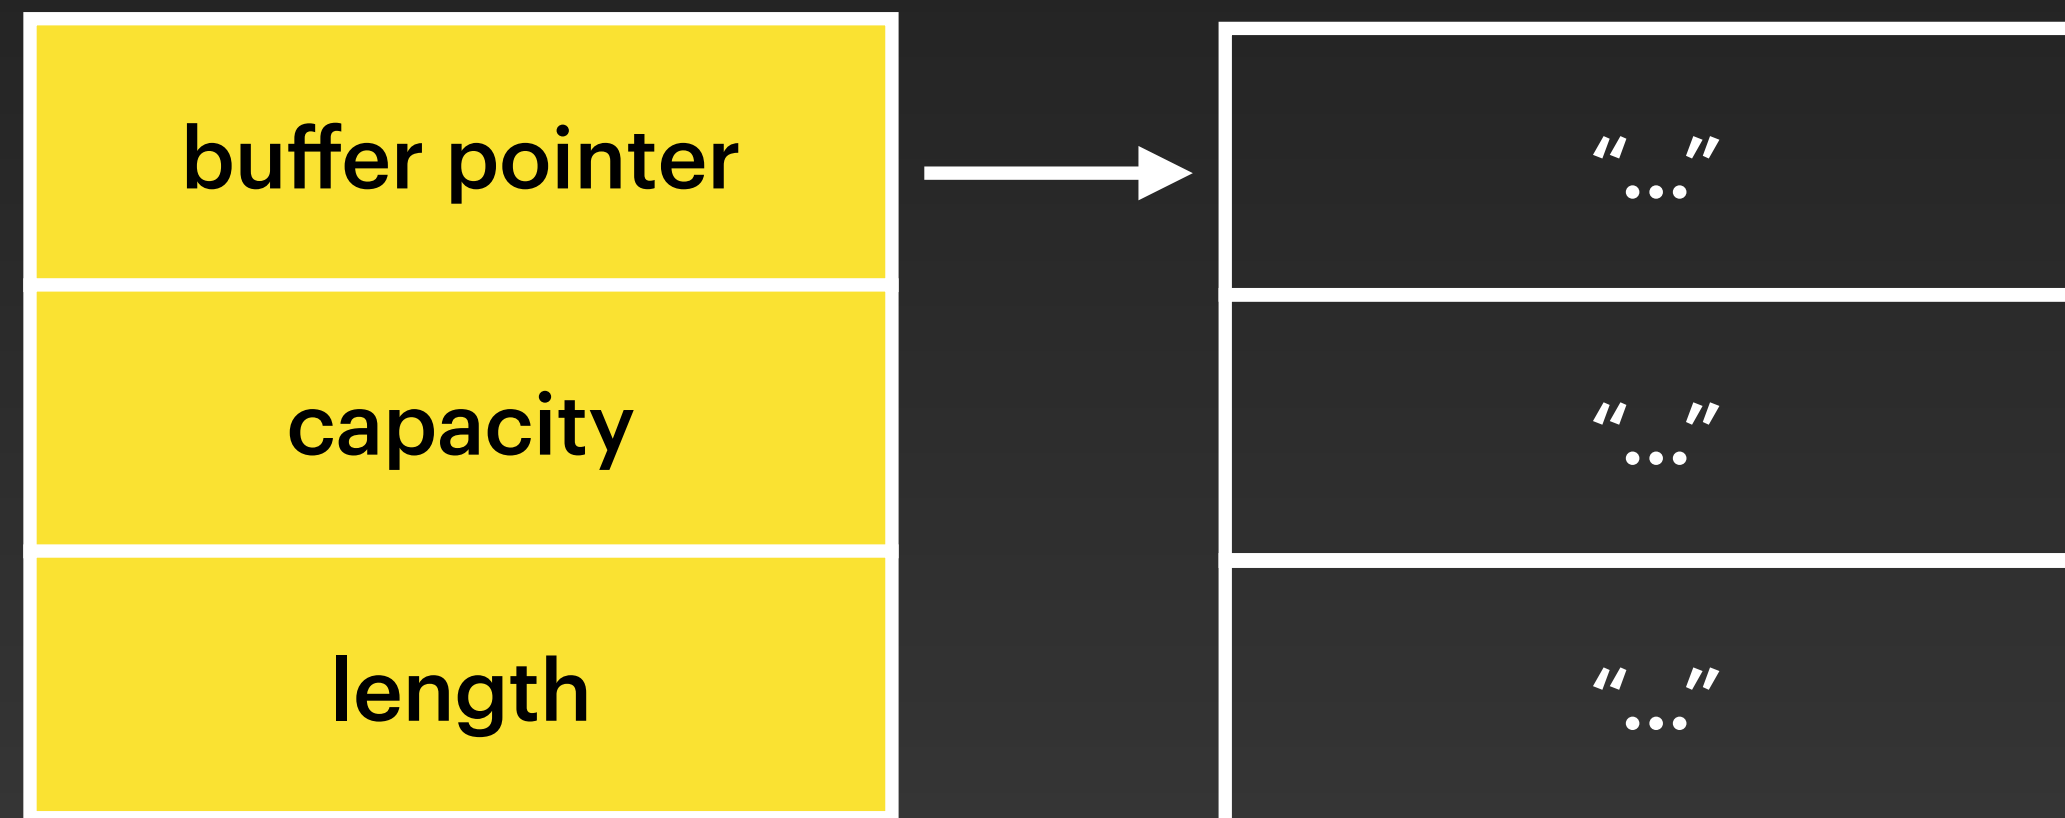 buffer pointer
“...”
capacity
“...”
length
“...”